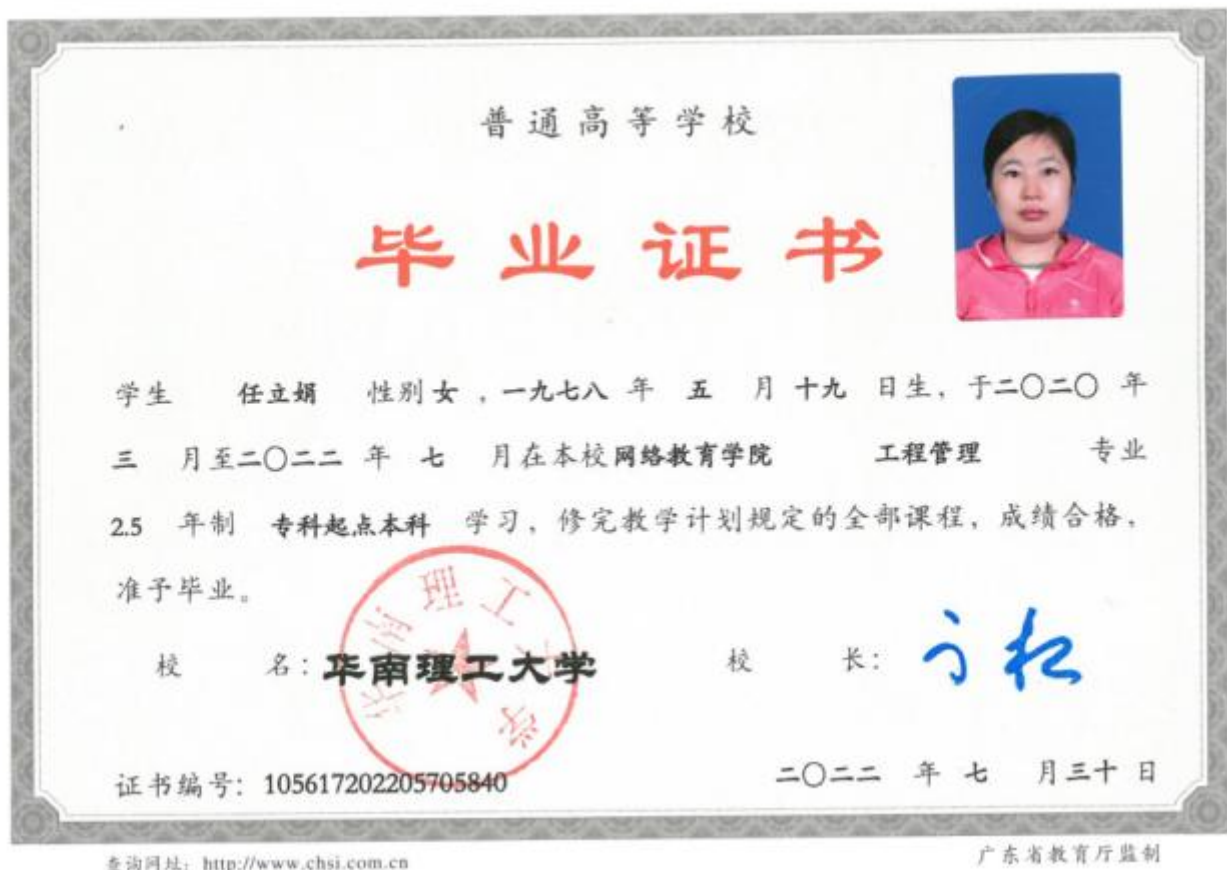 普通高等学校
毕业证书
学生 任立娟 性别 女 ，一九七八 年 五 月 十九 日生，于二〇二〇 年
三 月至二〇二二 年 七 月在本校 网络教育学院 工程管理 专业
2.5 年制 专科起点本科 学习，修完教学计划规定的全部课程，成绩合格，
准予毕业。
校 名：华南理工大学 校 长：
华南理工大学
证书编号：105617202205705840 二〇二二 年 七 月三十 日
查询网址：http://www.chsi.com.cn 广东省教育厅监制